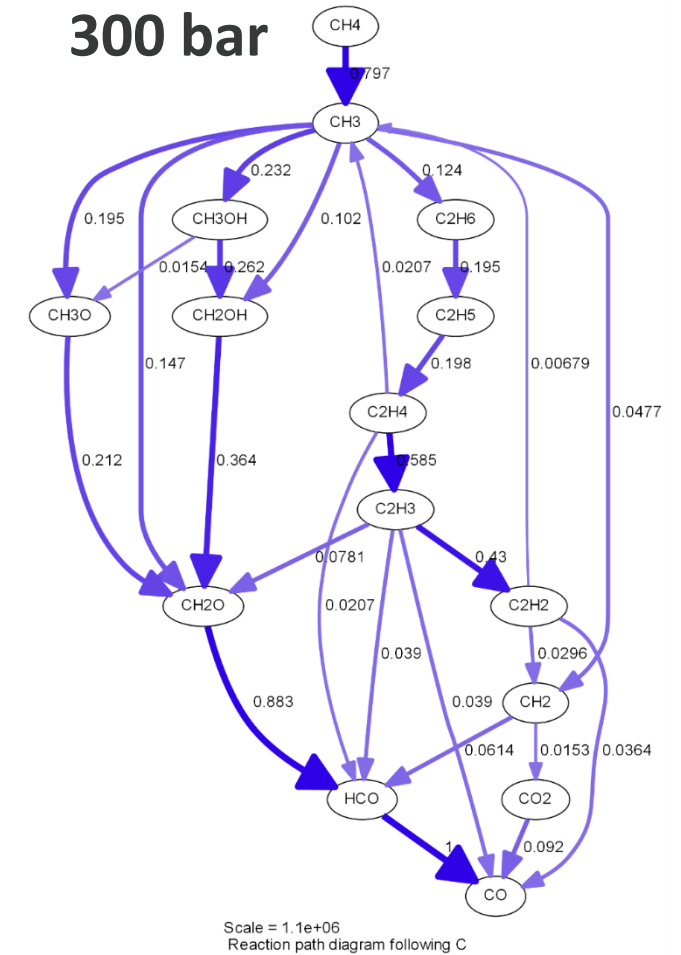 300 bar
CH4
0.797
CH3
0.232
0.124
0.195
CH3OH
0.102
C2H6
0.0154
0.262
0.0207
0.195
CH3O
CH2OH
C2H5
0.147
0.198
0.00679
C2H4
0.0477
0.212
0.364
0.585
C2H3
0.0781
0.43
CH2O
0.0207
C2H2
0.039
0.0296
0.883
0.039
CH2
0.0614
0.0153
0.0364
HCO
CO2
1
0.092
CO
Scale = 1.1e+06
Reaction path diagram following C